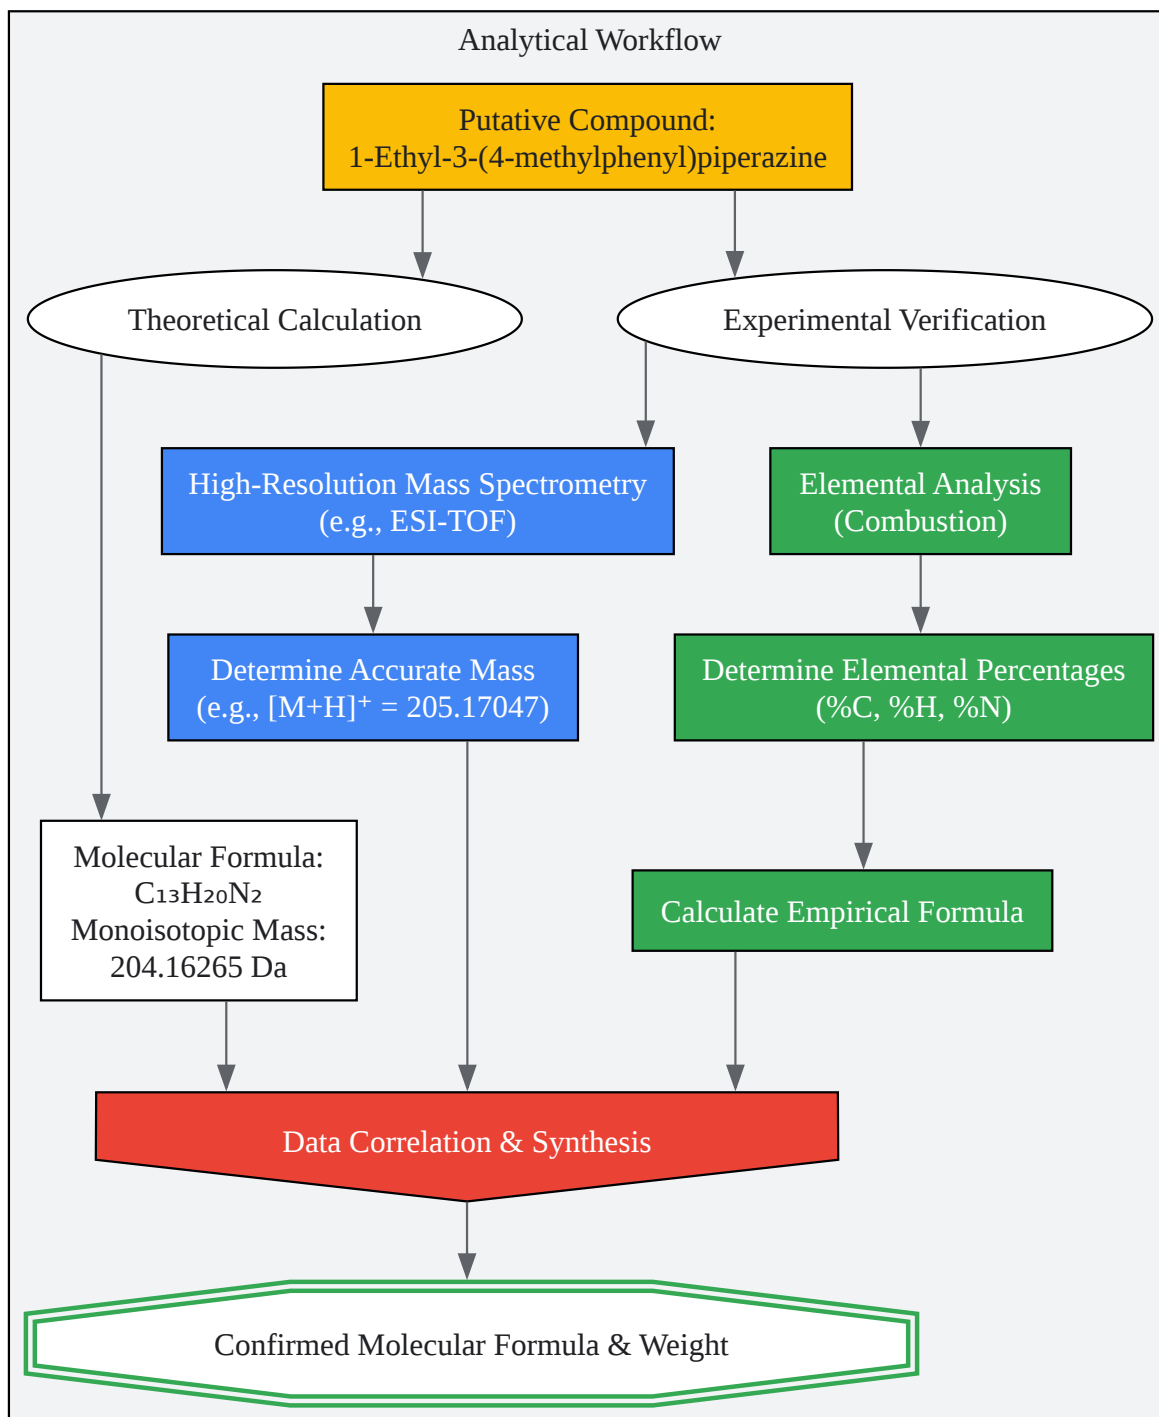 Analytical Workflow
Putative Compound:
1-Ethyl-3-(4-methylphenyl)piperazine
Theoretical Calculation
Experimental Verification
High-Resolution Mass Spectrometry
(e.g., ESI-TOF)
Elemental Analysis
(Combustion)
Determine Accurate Mass
(e.g., [M+H]⁺ = 205.17047)
Determine Elemental Percentages
(%C, %H, %N)
Molecular Formula:
C₁₃H₂₀N₂
Monoisotopic Mass:
204.16265 Da
Calculate Empirical Formula
Data Correlation & Synthesis
Confirmed Molecular Formula & Weight